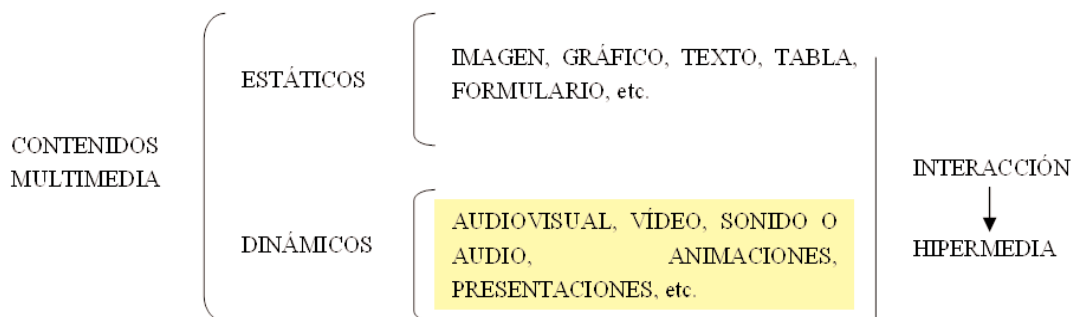 CONTENIDOS
MULTIMEDIA
ESTÁTICOS
IMAGEN, GRÁFICO, TEXTO, TABLA,
FORMULARIO, etc.
DINÁMICOS
AUDIOVISUAL, VÍDEO, SONIDO O
AUDIO, ANIMACIONES,
PRESENTACIONES, etc.
INTERACCIÓN
HIPERMEDIA